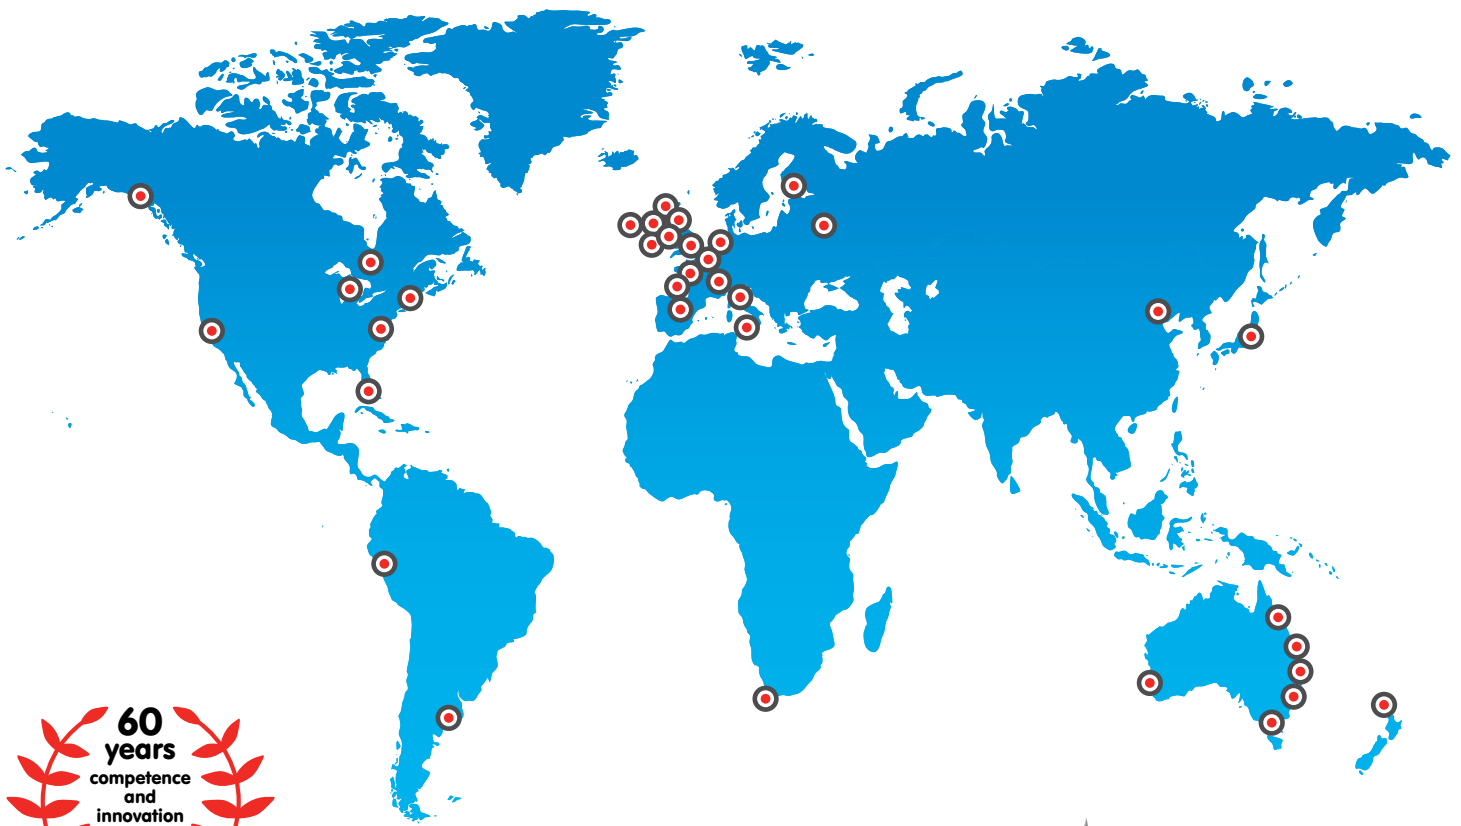 60
years
competence
and
innovation